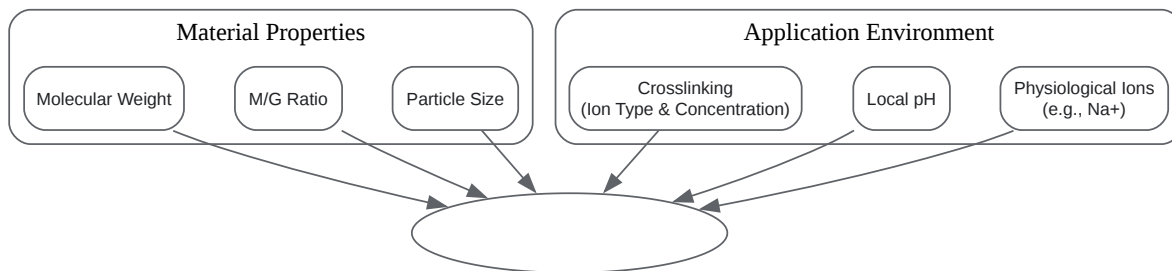 Material Properties
Application Environment
Molecular Weight
M/G Ratio
Particle Size
Crosslinking
(Ion Type & Concentration)
Local pH
Physiological Ions
(e.g., Na+)